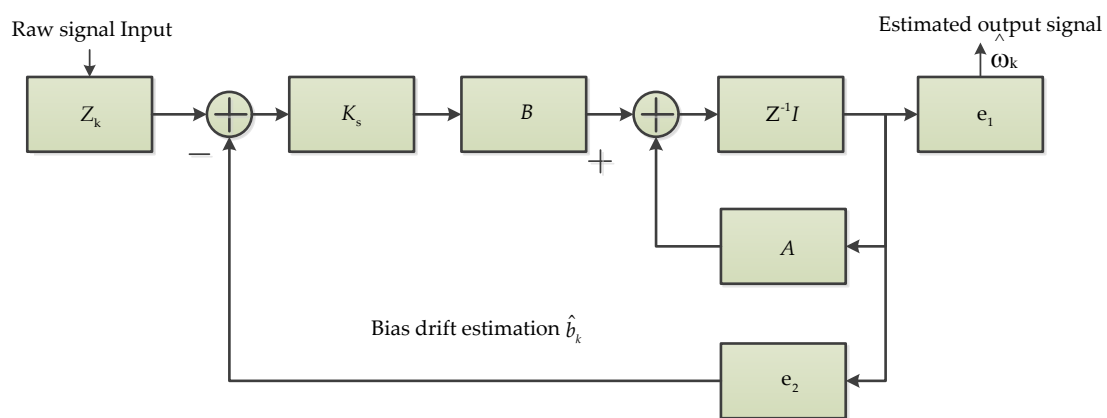 Raw signal Input
Estimated output signal
ω̂ₖ
Zₖ
Kₛ
B
Z⁻¹I
e₁
−
+
A
Bias drift estimation b̂ₖ
e₂